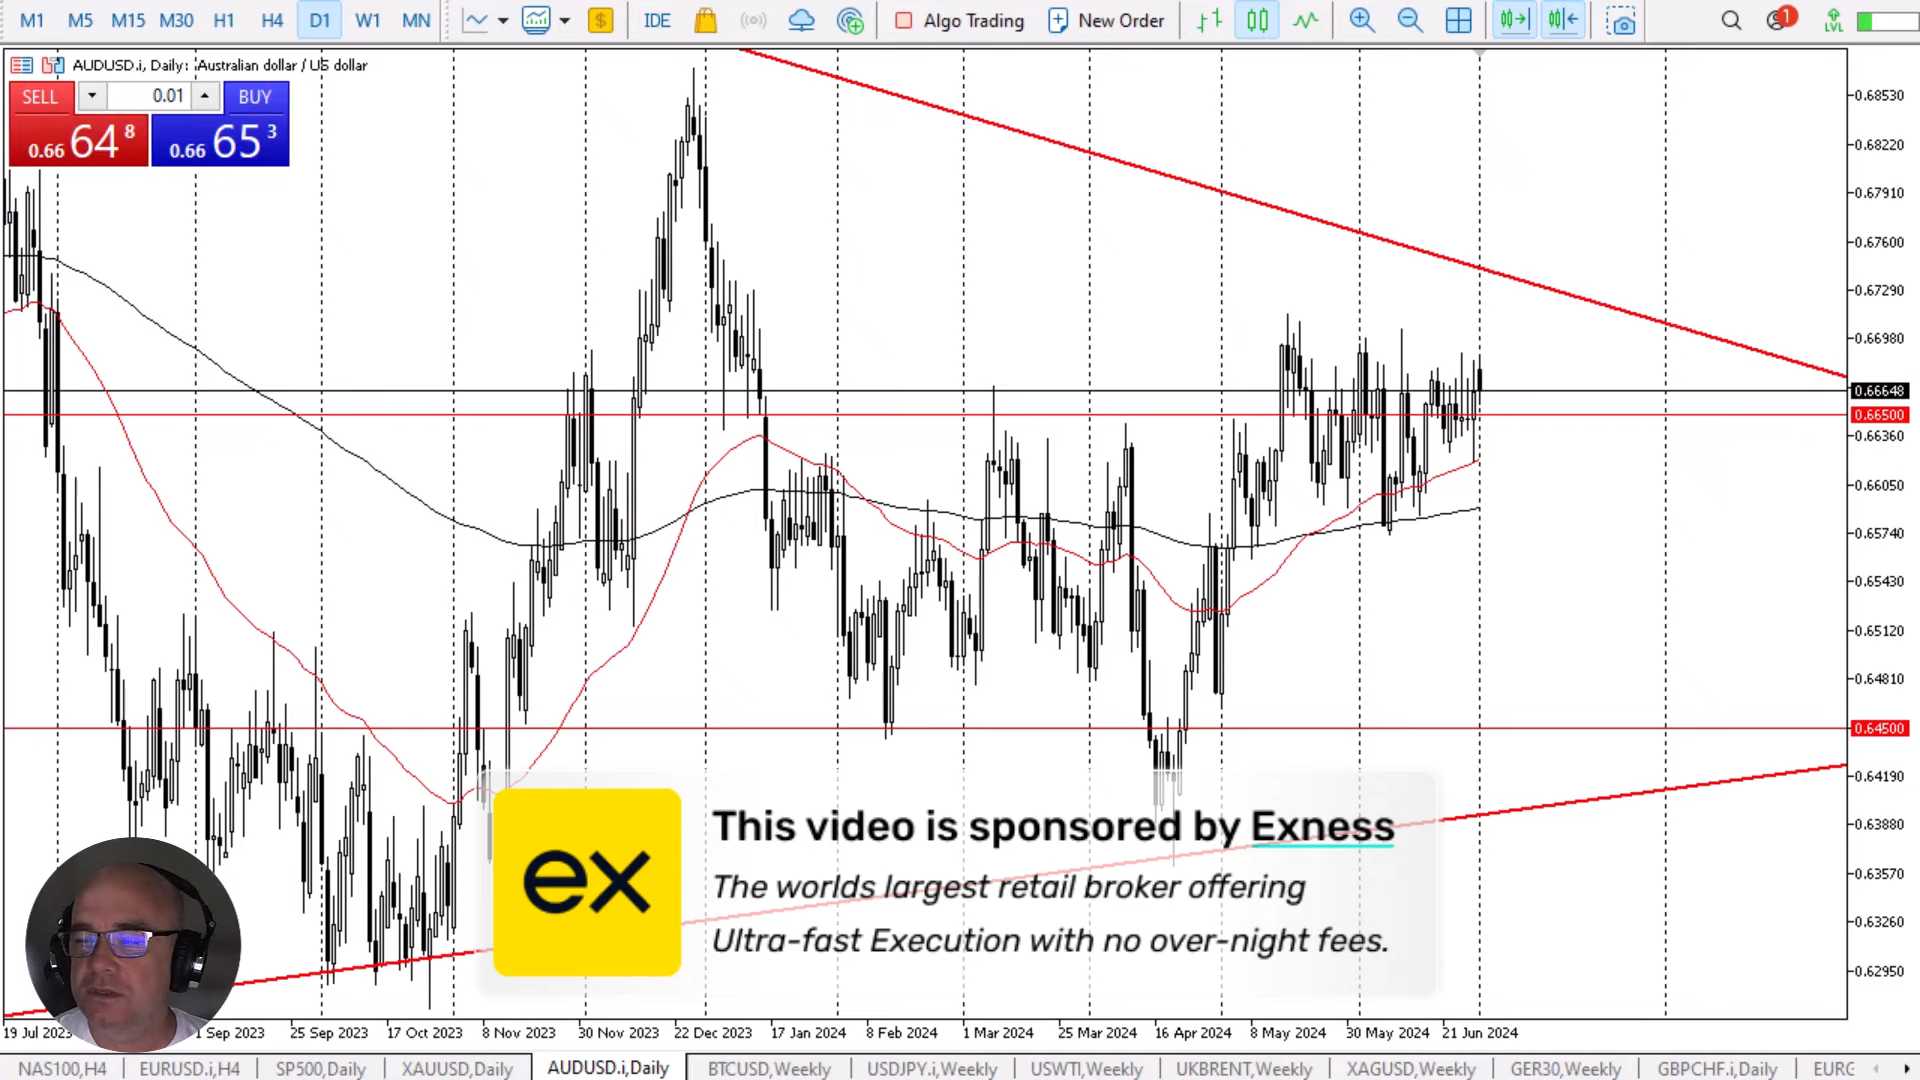 M1 M5 M15 M30 H1 H4 D1 W1 MN $ IDE Algo Trading New Order 1 LVL
AUDUSD.i, Daily: Australian dollar / US dollar
SELL 0.01 BUY
0.66 64 8 0.66 65 3
0.68530
0.68220
0.67910
0.67600
0.67290
0.66980
0.66648
0.66500
0.66360
0.66050
0.65740
0.65430
0.65120
0.64810
0.64500
0.64190
0.63880
0.63570
0.63260
0.62950
ex
This video is sponsored by Exness
The worlds largest retail broker offering
Ultra-fast Execution with no over-night fees.
19 Jul 2023 1 Sep 2023 25 Sep 2023 17 Oct 2023 8 Nov 2023 30 Nov 2023 22 Dec 2023 17 Jan 2024 8 Feb 2024 1 Mar 2024 25 Mar 2024 16 Apr 2024 8 May 2024 30 May 2024 21 Jun 2024
NAS100,H4 EURUSD.i,H4 SP500,Daily XAUUSD,Daily AUDUSD.i,Daily BTCUSD,Weekly USDJPY.i,Weekly USWTI,Weekly UKBRENT,Weekly XAGUSD,Weekly GER30,Weekly GBPCHF.i,Daily EURG